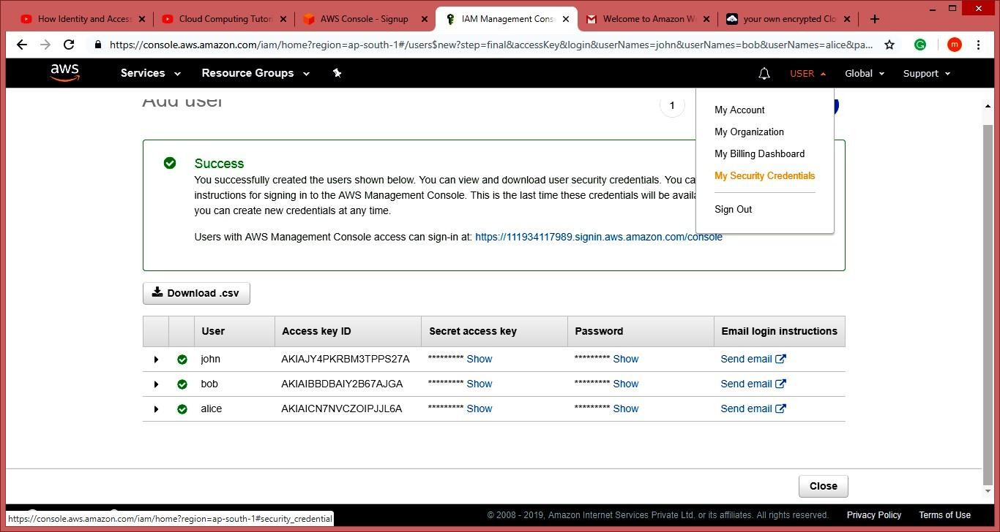 How Identity and Access
Cloud Computing Tutori
AWS Console - Signup
IAM Management Cons
Welcome to Amazon W
your own encrypted Clo
https://console.aws.amazon.com/iam/home?region=ap-south-1#/users$new?step=final&accessKey&login&userNames=john&userNames=bob&userNames=alice&pa...
m
aws
Services
Resource Groups
USER
Global
Support
Add user
1
My Account
My Organization
My Billing Dashboard
My Security Credentials
Sign Out
Success
You successfully created the users shown below. You can view and download user security credentials. You ca
instructions for signing in to the AWS Management Console. This is the last time these credentials will be availa
you can create new credentials at any time.
Users with AWS Management Console access can sign-in at: https://111934117989.signin.aws.amazon.com/console
Download .csv
User Access key ID Secret access key Password Email login instructions
john AKIAJY4PKRBM3TPPS27A ********* Show ********* Show Send email
bob AKIAIBBDBAIY2B67AJGA ********* Show ********* Show Send email
alice AKIAICN7NVCZOIPJJL6A ********* Show ********* Show Send email
Close
https://console.aws.amazon.com/iam/home?region=ap-south-1#security_credential
© 2008 - 2019, Amazon Internet Services Private Ltd. or its affiliates. All rights reserved. Privacy Policy Terms of Use